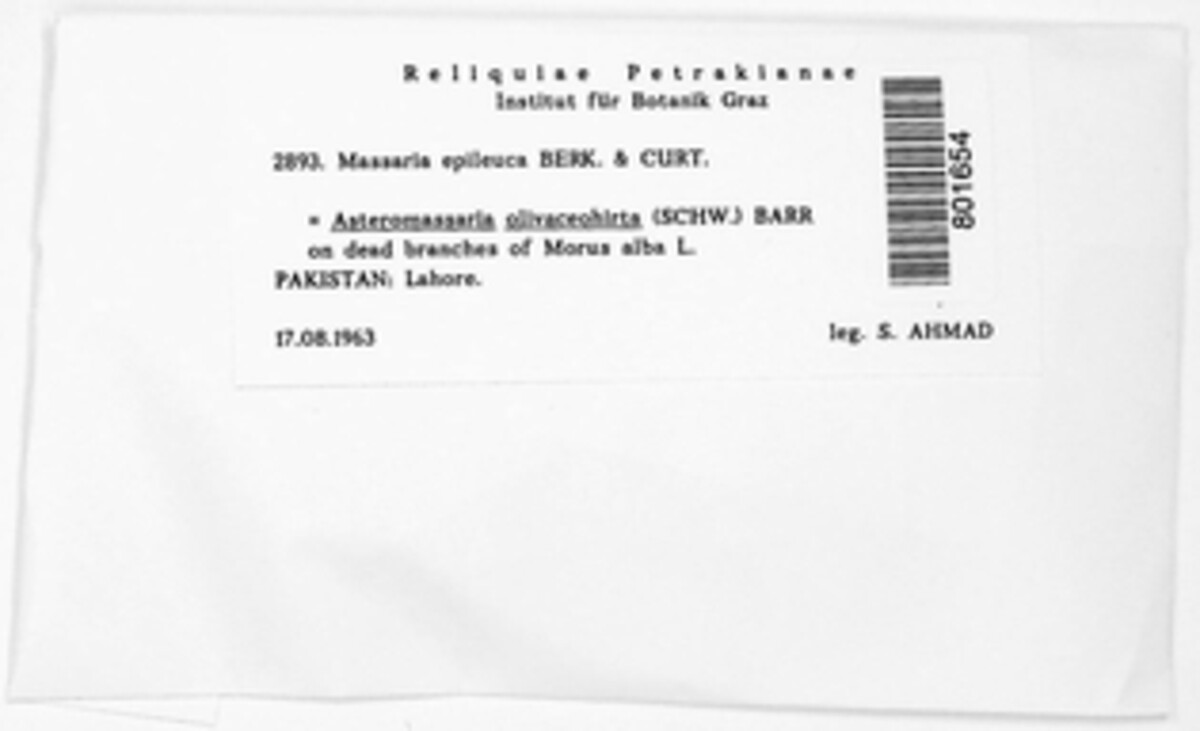 Reliquiae Petrakianae
Institut für Botanik Graz
2893. Massaria epileuca BERK. & CURT.
= Asteromassaria olivaceohirta (SCHW.) BARR
on dead branches of Morus alba L.
PAKISTAN: Lahore.
17.08.1963
leg. S. AHMAD
801654